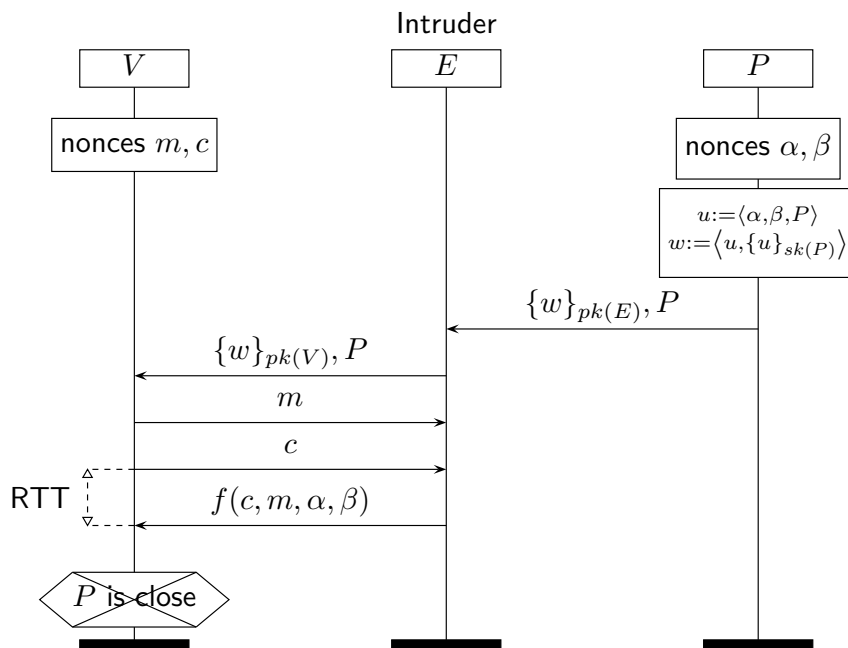 Intruder
V E P
nonces m, c
nonces α, β
u:=⟨α,β,P⟩
w:=⟨u,{u}_{sk(P)}⟩
{w}_{pk(E)}, P
{w}_{pk(V)}, P
m
c
RTT
f(c, m, α, β)
P is close